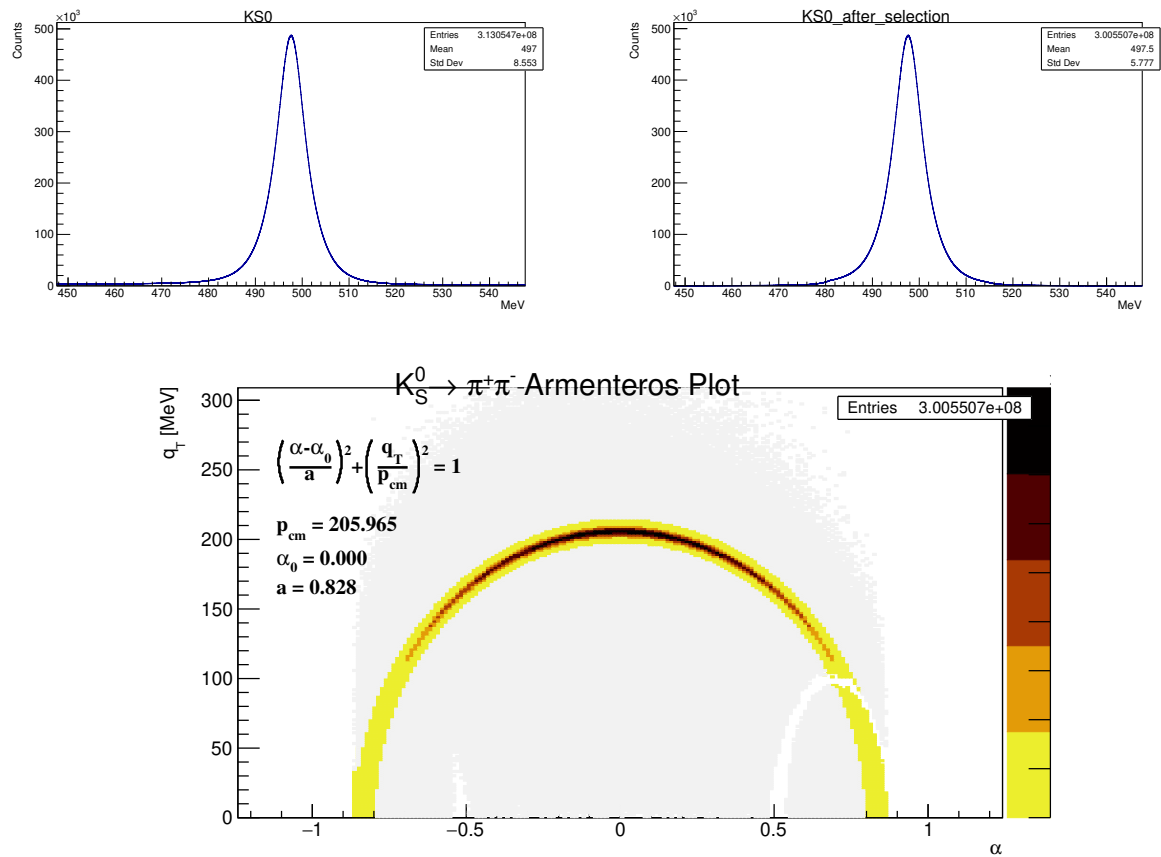 KS0
×10³
Counts
500
400
300
200
100
0
450 460 470 480 490 500 510 520 530 540
MeV
Entries 3.130547e+08
Mean 497
Std Dev 8.553
KS0_after_selection
×10³
Counts
500
400
300
200
100
0
450 460 470 480 490 500 510 520 530 540
MeV
Entries 3.005507e+08
Mean 497.5
Std Dev 5.777
K⁰_S → π⁺π⁻ Armenteros Plot
q_T [MeV]
Entries 3.005507e+08
((α-α₀)/a)² + (q_T/p_cm)² = 1
p_cm = 205.965
α₀ = 0.000
a = 0.828
300
250
200
150
100
50
0
−1 −0.5 0 0.5 1
α